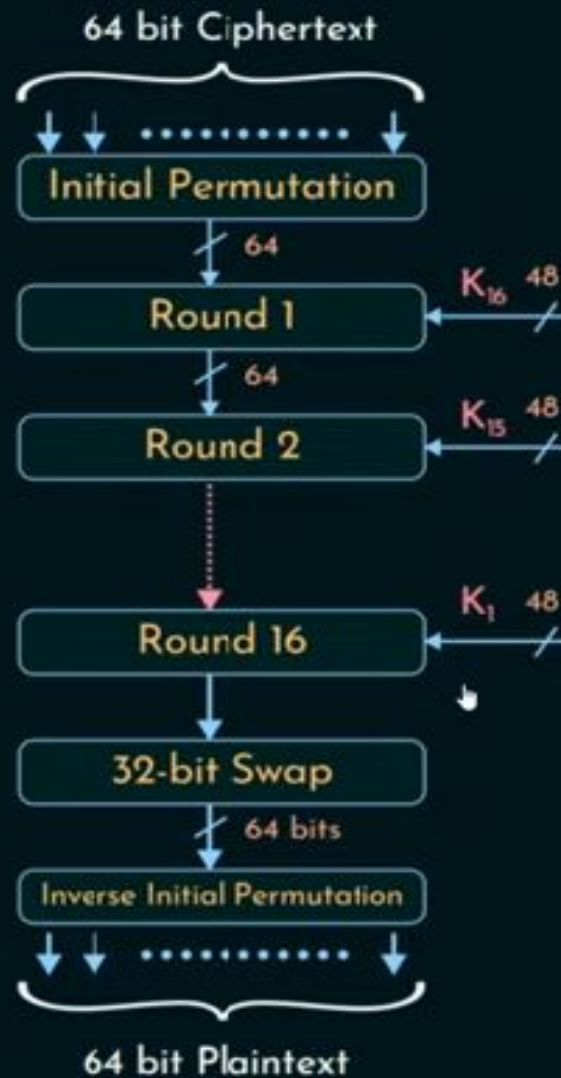 64 bit Ciphertext
Initial Permutation
64
Round 1
K₁₆ 48
64
Round 2
K₁₅ 48
Round 16
K₁ 48
32-bit Swap
64 bits
Inverse Initial Permutation
64 bit Plaintext